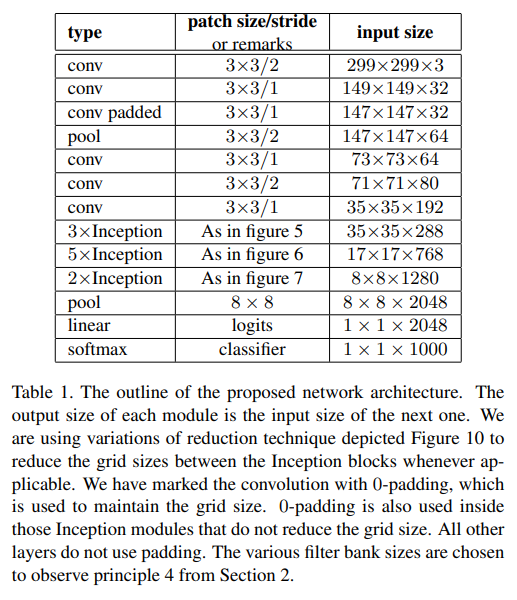 type patch size/stride or remarks input size
conv 3×3/2 299×299×3
conv 3×3/1 149×149×32
conv padded 3×3/1 147×147×32
pool 3×3/2 147×147×64
conv 3×3/1 73×73×64
conv 3×3/2 71×71×80
conv 3×3/1 35×35×192
3×Inception As in figure 5 35×35×288
5×Inception As in figure 6 17×17×768
2×Inception As in figure 7 8×8×1280
pool 8 × 8 8 × 8 × 2048
linear logits 1 × 1 × 2048
softmax classifier 1 × 1 × 1000
Table 1. The outline of the proposed network architecture. The
output size of each module is the input size of the next one. We
are using variations of reduction technique depicted Figure 10 to
reduce the grid sizes between the Inception blocks whenever ap-
plicable. We have marked the convolution with 0-padding, which
is used to maintain the grid size. 0-padding is also used inside
those Inception modules that do not reduce the grid size. All other
layers do not use padding. The various filter bank sizes are chosen
to observe principle 4 from Section 2.